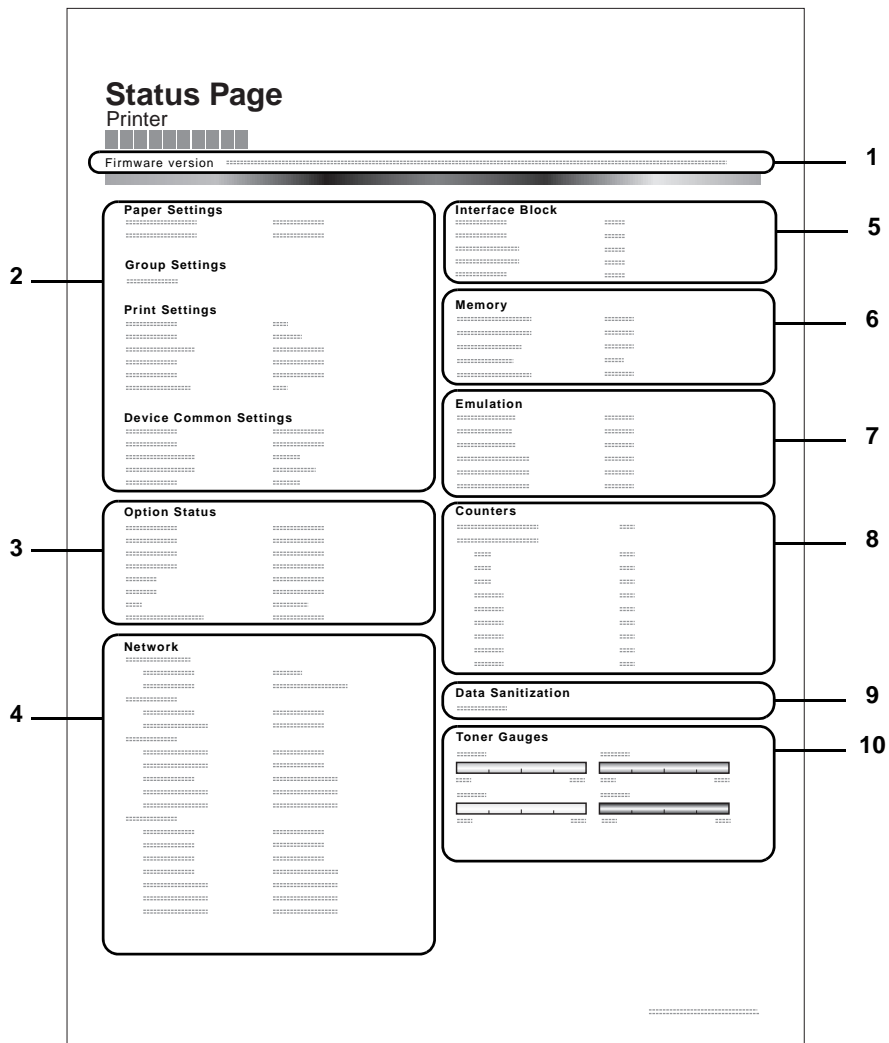 Status Page
Printer
Firmware version
1
2
Paper Settings
Group Settings
Print Settings
Device Common Settings
3
Option Status
4
Network
Interface Block
5
Memory
6
Emulation
7
Counters
8
Data Sanitization
9
Toner Gauges
10